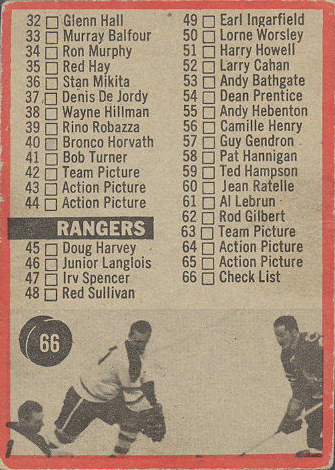 32 Glenn Hall
33 Murray Balfour
34 Ron Murphy
35 Red Hay
36 Stan Mikita
37 Denis De Jordy
38 Wayne Hillman
39 Rino Robazza
40 Bronco Horvath
41 Bob Turner
42 Team Picture
43 Action Picture
44 Action Picture
RANGERS
45 Doug Harvey
46 Junior Langlois
47 Irv Spencer
48 Red Sullivan
49 Earl Ingarfield
50 Lorne Worsley
51 Harry Howell
52 Larry Cahan
53 Andy Bathgate
54 Dean Prentice
55 Andy Hebenton
56 Camille Henry
57 Guy Gendron
58 Pat Hannigan
59 Ted Hampson
60 Jean Ratelle
61 Al Lebrun
62 Rod Gilbert
63 Team Picture
64 Action Picture
65 Action Picture
66 Check List
66